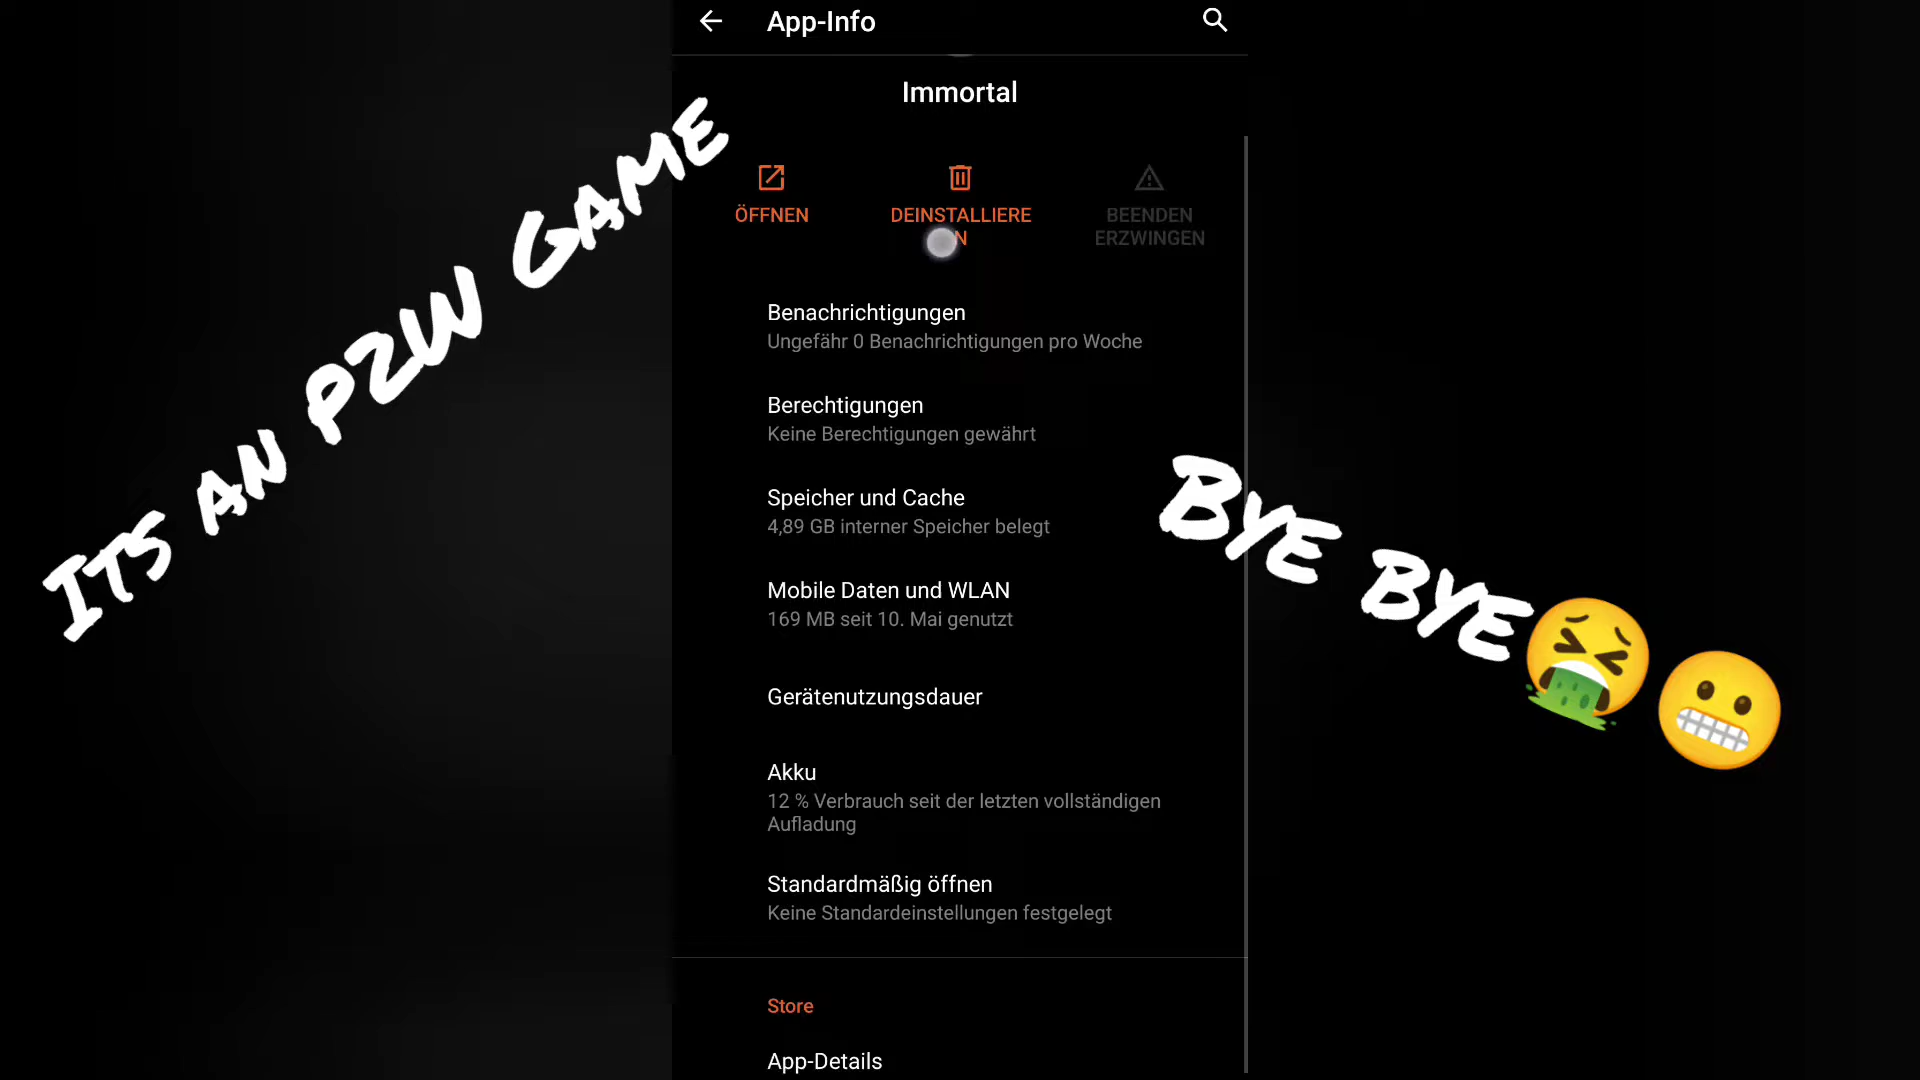 App-Info
Immortal
ÖFFNEN
DEINSTALLIERE
N
BEENDEN
ERZWINGEN
ITS AN P2W GAME
Benachrichtigungen
Ungefähr 0 Benachrichtigungen pro Woche
Berechtigungen
Keine Berechtigungen gewährt
Speicher und Cache
4,89 GB interner Speicher belegt
BYE BYE🤮😬
Mobile Daten und WLAN
169 MB seit 10. Mai genutzt
Gerätenutzungsdauer
Akku
12 % Verbrauch seit der letzten vollständigen
Aufladung
Standardmäßig öffnen
Keine Standardeinstellungen festgelegt
Store
App-Details